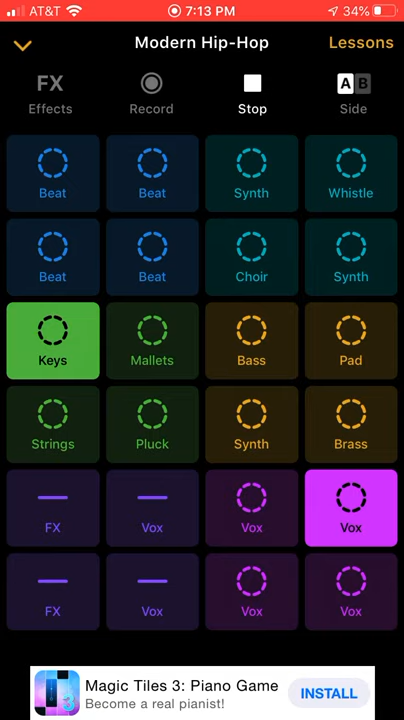 AT&T 7:13 PM 34%
Modern Hip-Hop Lessons
FX A B
Effects Record Stop Side
Beat Beat Synth Whistle
Beat Beat Choir Synth
Keys Mallets Bass Pad
Strings Pluck Synth Brass
FX Vox Vox Vox
FX Vox Vox Vox
3
Magic Tiles 3: Piano Game
Become a real pianist!
INSTALL